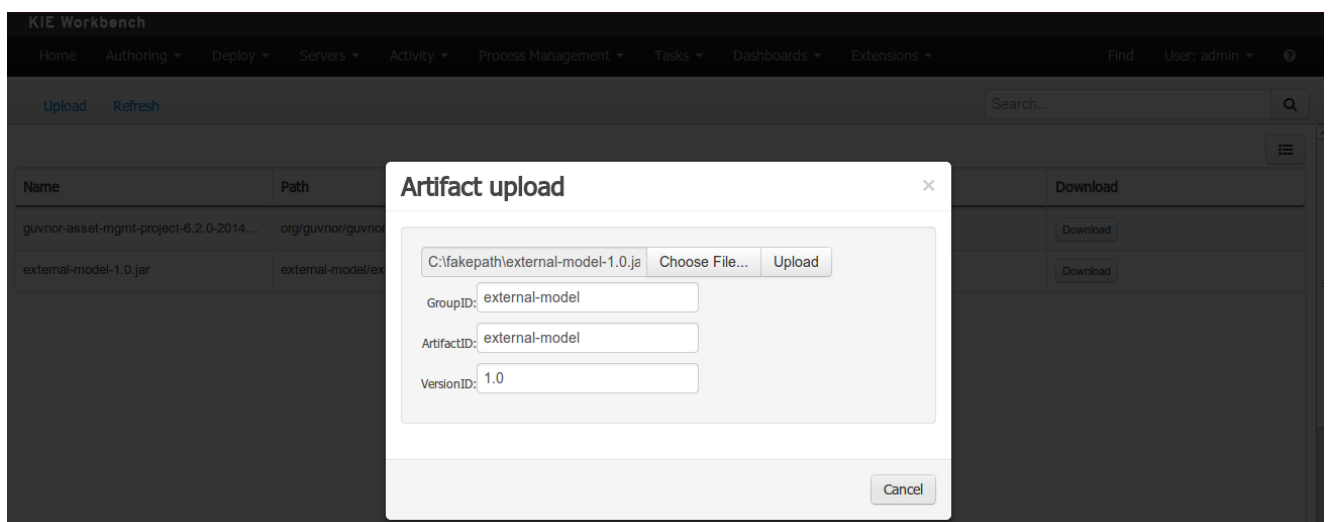 KIE Workbench
Home Authoring Deploy Servers Activity Process Management Tasks Dashboards Extensions Find User: admin
Upload Refresh Search...
Artifact upload ×
Name Path Download
guvnor-asset-mgmt-project-6.2.0-2014... org/guvnor/guvnor Download
C:\fakepath\external-model-1.0.ja Choose File... Upload
external-model-1.0.jar external-model/ex Download
GroupID: external-model
ArtifactID: external-model
VersionID: 1.0
Cancel